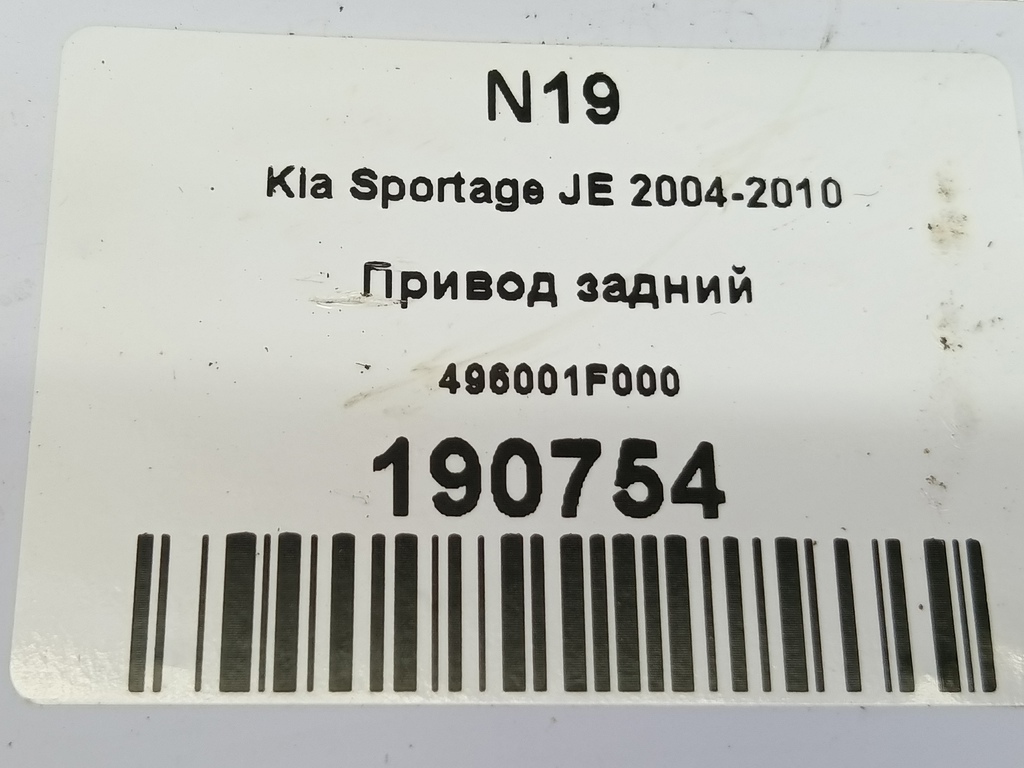 N19
Kia Sportage JE 2004-2010
Привод задний
496001F000
190754